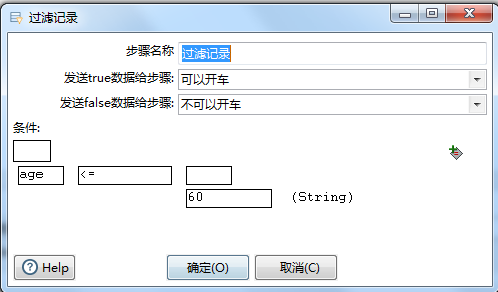 过滤记录
步骤名称 过滤记录
发送true数据给步骤: 可以开车
发送false数据给步骤: 不可以开车
条件:
age <=
60 (String)
Help 确定(O) 取消(C)